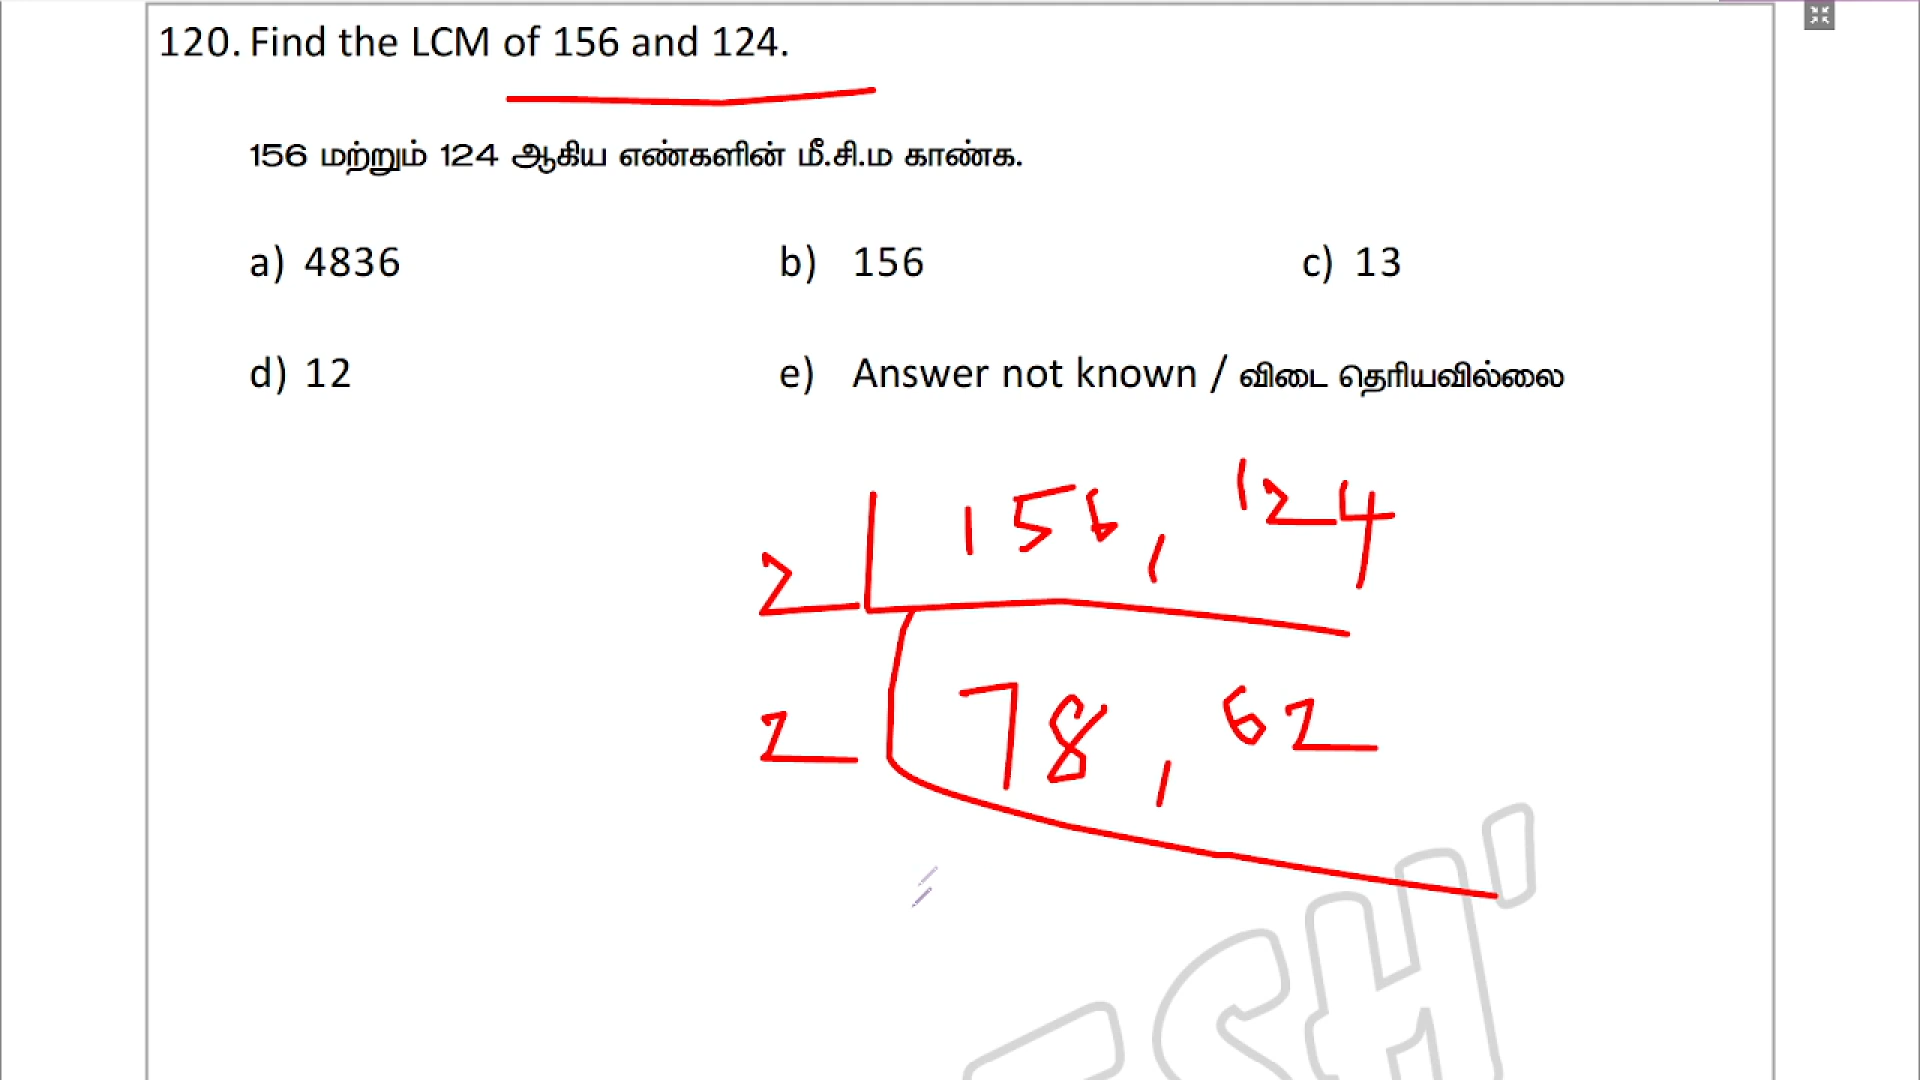 120. Find the LCM of 156 and 124.
156 மற்றும் 124 ஆகிய எண்களின் மீ.சி.ம காண்க.
a) 4836 b) 156 c) 13
d) 12 e) Answer not known / விடை தெரியவில்லை
2 156, 124
2 78, 62